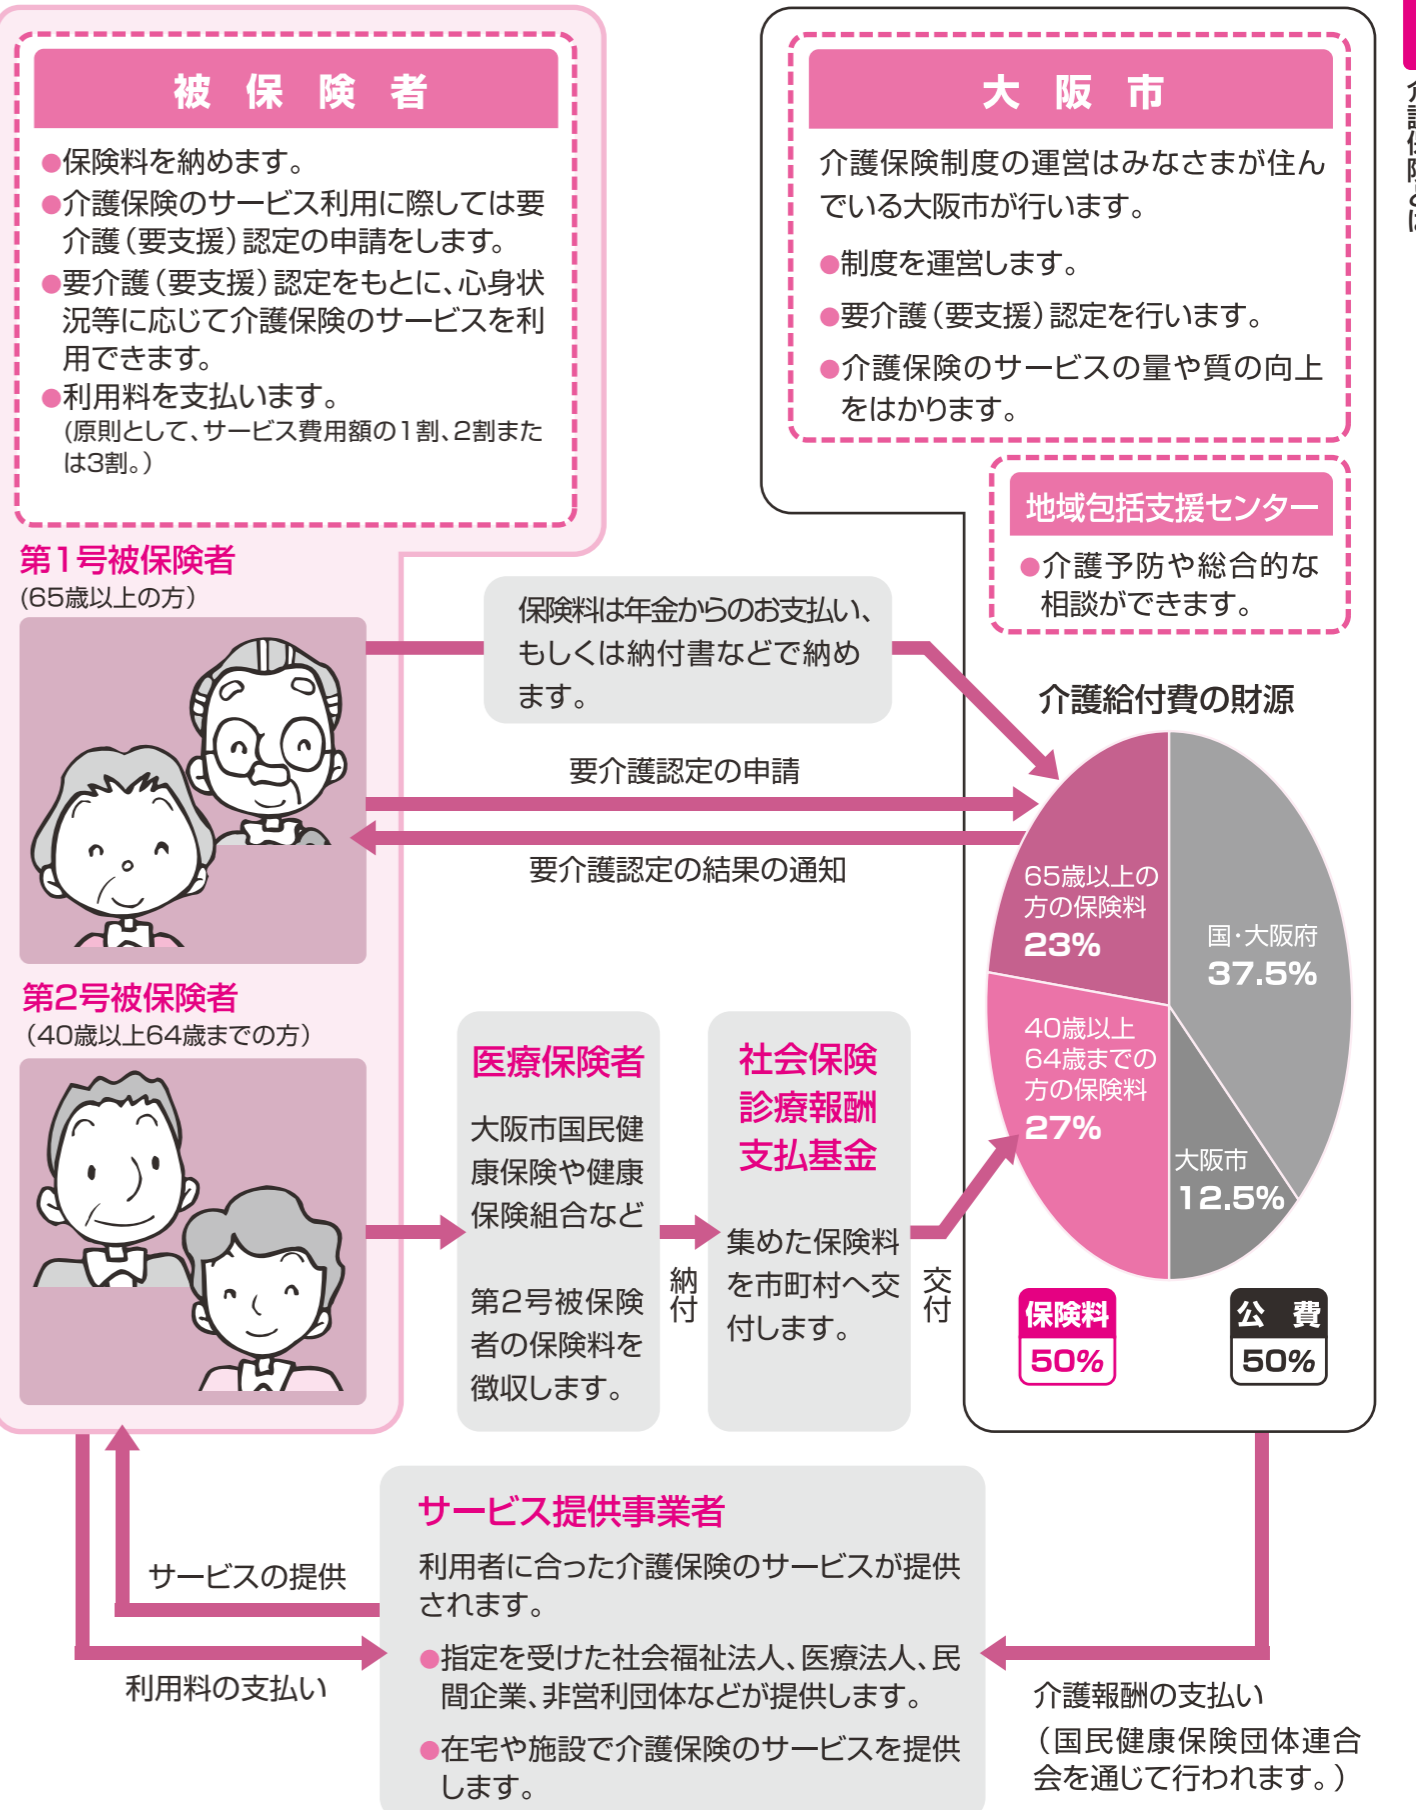 被保険者
●保険料を納めます。
●介護保険のサービス利用に際しては要
介護(要支援)認定の申請をします。
●要介護(要支援)認定をもとに、心身状
況等に応じて介護保険のサービスを利
用できます。
●利用料を支払います。
(原則として、サービス費用額の1割、2割また
は3割。)
第1号被保険者
(65歳以上の方)
第2号被保険者
(40歳以上64歳までの方)
大阪市
介護保険制度の運営はみなさまが住ん
でいる大阪市が行います。
●制度を運営します。
●要介護(要支援)認定を行います。
●介護保険のサービスの量や質の向上
をはかります。
地域包括支援センター
●介護予防や総合的な
相談ができます。
保険料は年金からのお支払い、
もしくは納付書などで納め
ます。
要介護認定の申請
要介護認定の結果の通知
介護給付費の財源
65歳以上の
方の保険料
23%
国・大阪府
37.5%
40歳以上
64歳までの
方の保険料
27%
大阪市
12.5%
保険料
50%
公費
50%
医療保険者
大阪市国民健
康保険や健康
保険組合など
第2号被保険
者の保険料を
徴収します。
納付
社会保険
診療報酬
支払基金
集めた保険料
を市町村へ交
付します。
交付
サービス提供事業者
利用者に合った介護保険のサービスが提供
されます。
●指定を受けた社会福祉法人、医療法人、民
間企業、非営利団体などが提供します。
●在宅や施設で介護保険のサービスを提供
します。
サービスの提供
利用料の支払い
介護報酬の支払い
(国民健康保険団体連合
会を通じて行われます。)
介護保険とは